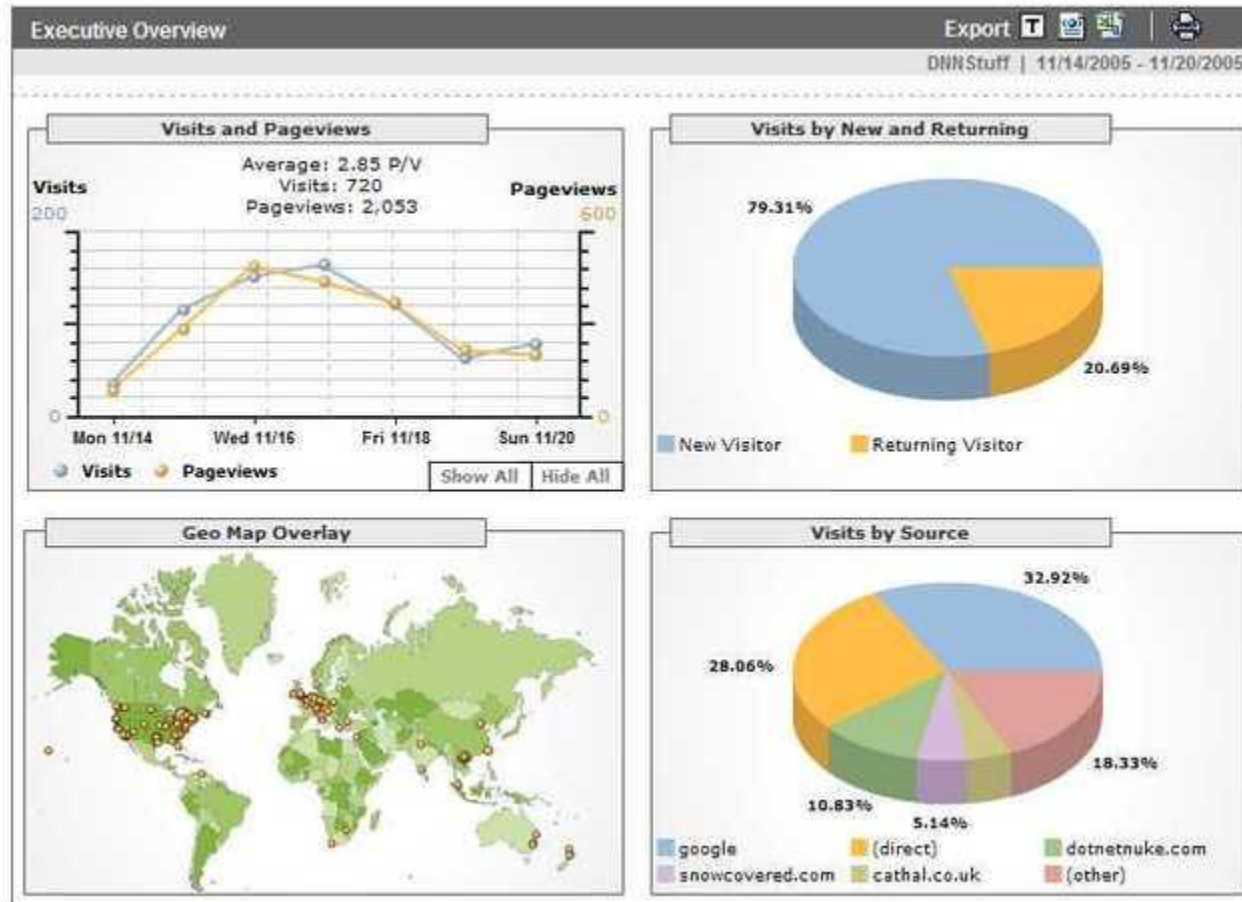 Executive Overview
Export T
DNNStuff | 11/14/2005 - 11/20/2005
Visits and Pageviews
Average: 2.85 P/V
Visits: 720
Pageviews: 2,053
Visits
200
Pageviews
600
0
0
Mon 11/14
Wed 11/16
Fri 11/18
Sun 11/20
Visits
Pageviews
Show All
Hide All
Visits by New and Returning
79.31%
20.69%
New Visitor
Returning Visitor
Geo Map Overlay
Visits by Source
32.92%
28.06%
18.33%
10.83%
5.14%
google
(direct)
dotnetnuke.com
snowcovered.com
cathal.co.uk
(other)